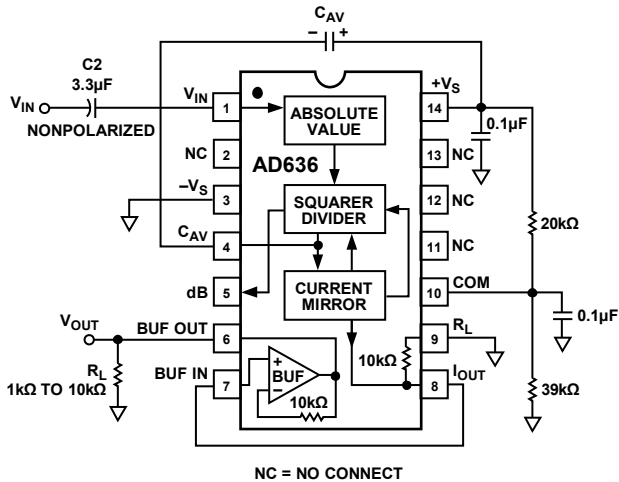 CAV
– +
C2
3.3µF
VIN
NONPOLARIZED
VIN
1
NC
2
–VS
3
CAV
4
dB
5
BUF OUT
6
BUF IN
7
VOUT
RL
1kΩ TO 10kΩ
AD636
ABSOLUTE
VALUE
SQUARER
DIVIDER
CURRENT
MIRROR
+
–
BUF
10kΩ
10kΩ
+VS
14
13
NC
12
NC
11
NC
10
COM
9
RL
8
IOUT
0.1µF
20kΩ
0.1µF
39kΩ
NC = NO CONNECT